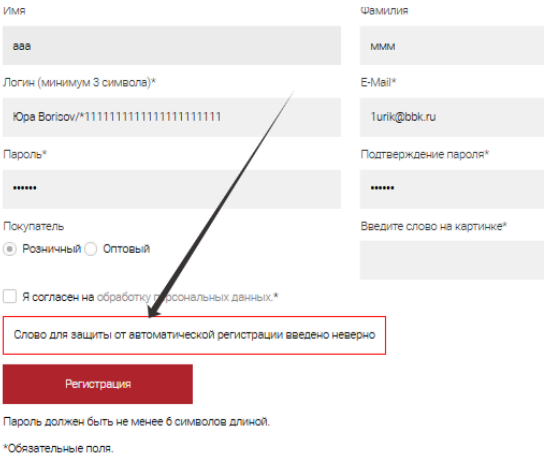 Имя Фамилия
ааа ммм
Логин (минимум 3 символа)* E-Mail*
Юра Borisov/*1111111111111111111111 1urik@bbk.ru
Пароль* Подтверждение пароля*
•••••• ••••••
Покупатель Введите слово на картинке*
Розничный Оптовый
Я согласен на обработку персональных данных.*
Слово для защиты от автоматической регистрации введено неверно
Регистрация
Пароль должен быть не менее 6 символов длиной.
*Обязательные поля.